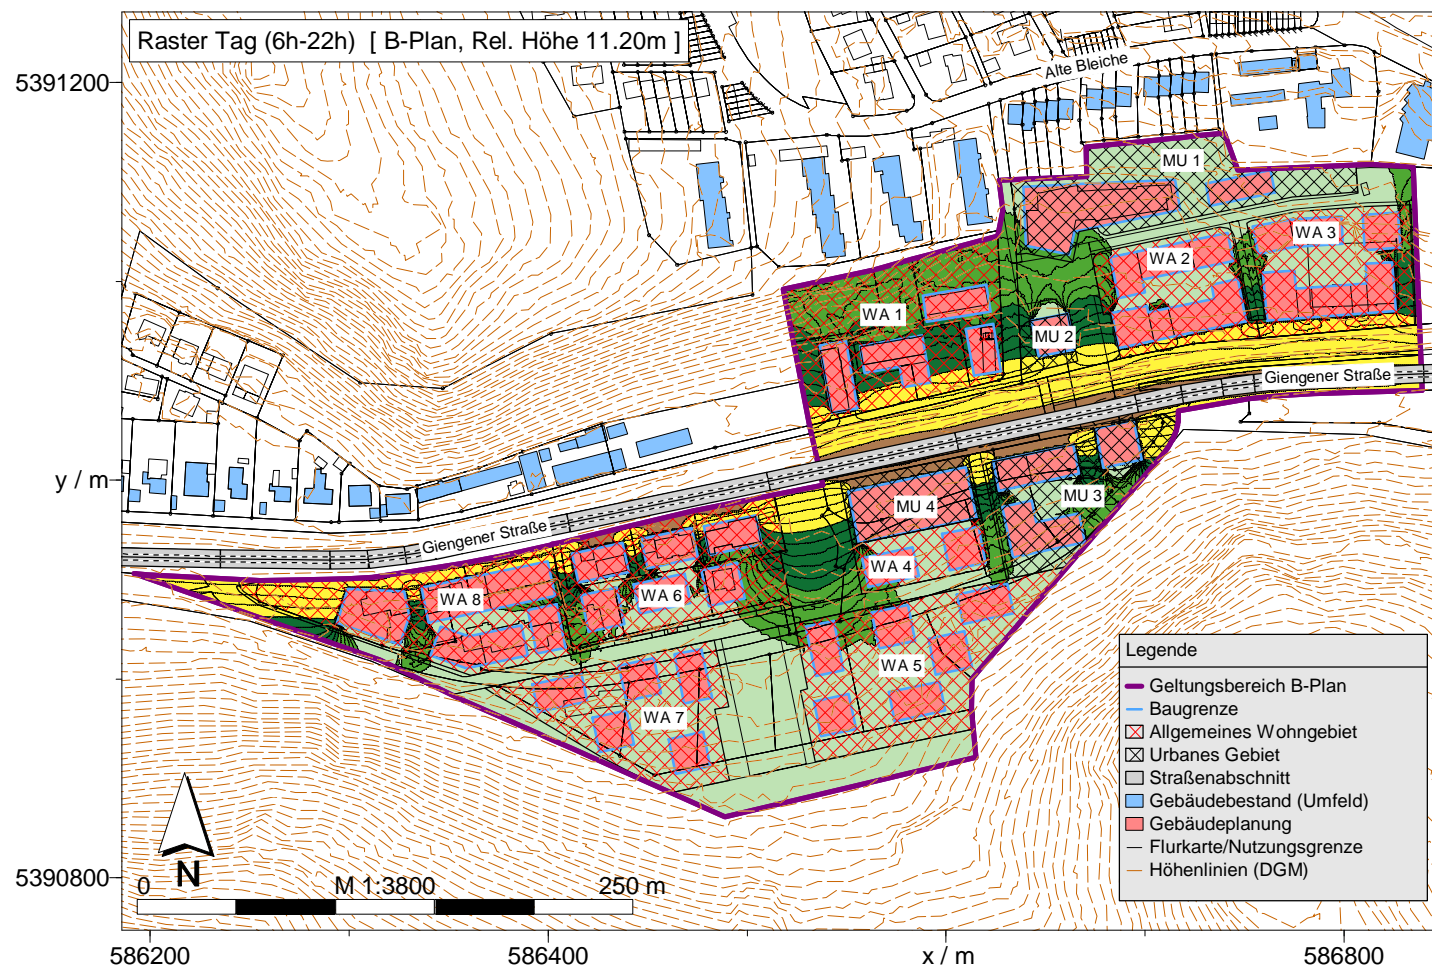 Raster Tag (6h-22h)  [ B-Plan, Rel. Höhe 11.20m ]
Alte Bleiche
5391200
MU 1
WA 3
WA 2
WA 1
MU 2
Giengener Straße
y / m
MU 3
MU 4
Giengener Straße
WA 4
WA 6
WA 8
WA 5
WA 7
Legende
Geltungsbereich B-Plan
Baugrenze
Allgemeines Wohngebiet
Urbanes Gebiet
Straßenabschnitt
Gebäudebestand (Umfeld)
Gebäudeplanung
Flurkarte/Nutzungsgrenze
Höhenlinien (DGM)
N
5390800
0 M 1:3800 250 m
586200 586400 x / m 586800